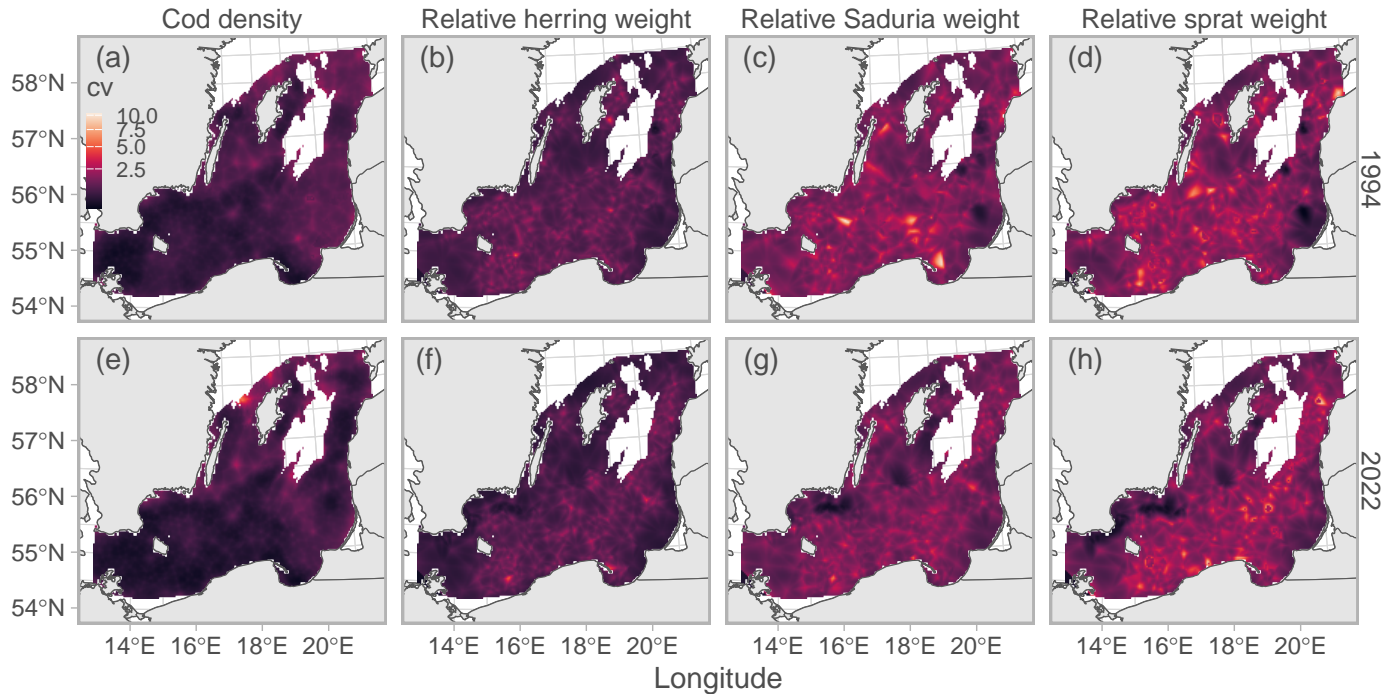 Cod density
Relative herring weight
Relative Saduria weight
Relative sprat weight
(a)
(b)
(c)
(d)
cv
10.0
7.5
5.0
2.5
58°N
57°N
56°N
55°N
54°N
1994
(e)
(f)
(g)
(h)
58°N
57°N
56°N
55°N
54°N
2022
14°E 16°E 18°E 20°E
14°E 16°E 18°E 20°E
14°E 16°E 18°E 20°E
14°E 16°E 18°E 20°E
Longitude